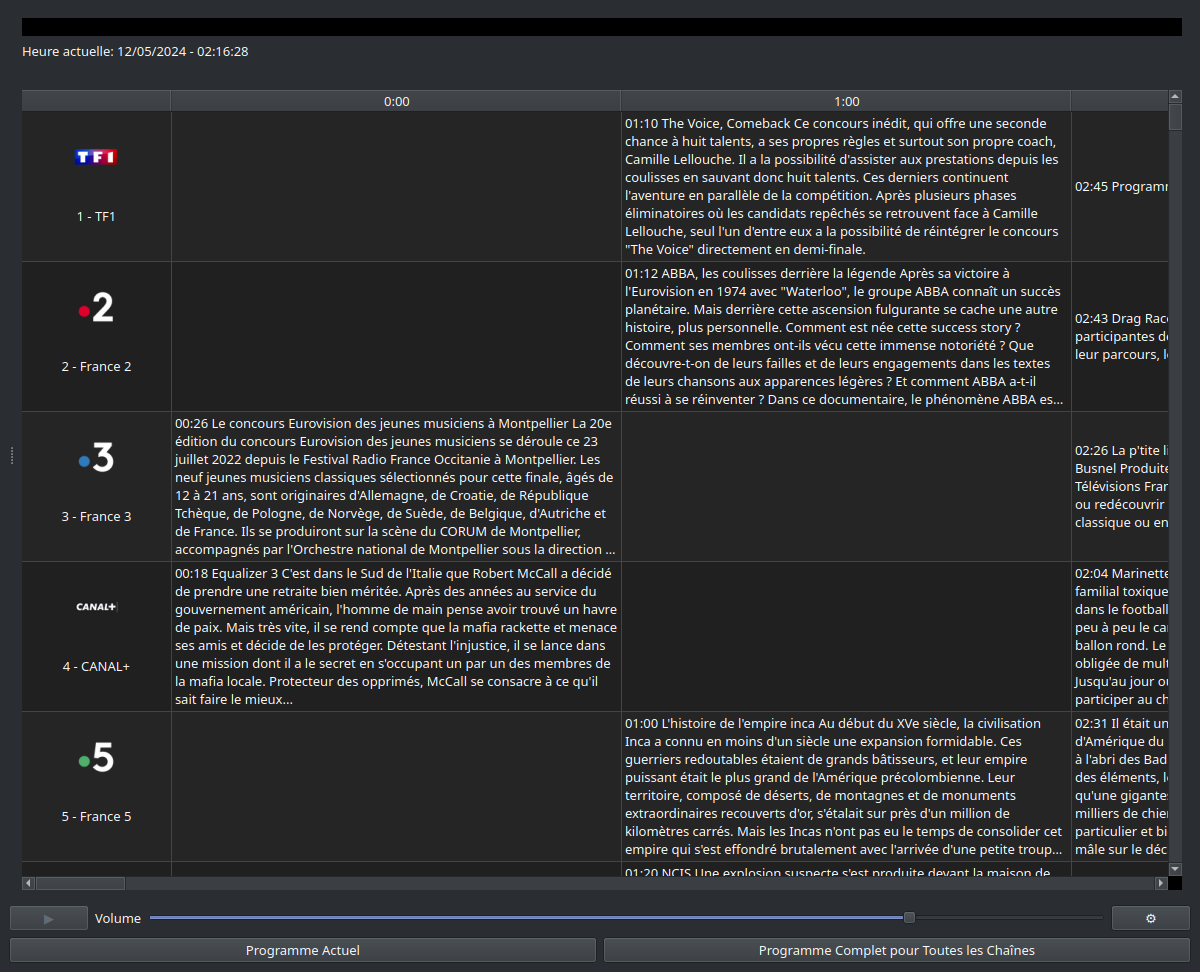 Heure actuelle: 12/05/2024 - 02:16:28
0:00
1:00
TF1
1 - TF1
01:10 The Voice, Comeback Ce concours inédit, qui offre une seconde
chance à huit talents, a ses propres règles et surtout son propre coach,
Camille Lellouche. Il a la possibilité d'assister aux prestations depuis les
coulisses en sauvant donc huit talents. Ces derniers continuent
l'aventure en parallèle de la compétition. Après plusieurs phases
éliminatoires où les candidats repêchés se retrouvent face à Camille
Lellouche, seul l'un d'entre eux a la possibilité de réintégrer le concours
"The Voice" directement en demi-finale.
02:45
2
2 - France 2
01:12 ABBA, les coulisses derrière la légende Après sa victoire à
l'Eurovision en 1974 avec "Waterloo", le groupe ABBA connaît un succès
planétaire. Mais derrière cette ascension fulgurante se cache une autre
histoire, plus personnelle. Comment est née cette success story ?
Comment ses membres ont-ils vécu cette immense notoriété ? Que
découvre-t-on de leurs failles et de leurs engagements dans les textes
de leurs chansons aux apparences légères ? Et comment ABBA a-t-il
réussi à se réinventer ? Dans ce documentaire, le phénomène ABBA es...
02:43 Drag
participantes
leur parcours,
3
3 - France 3
00:26 Le concours Eurovision des jeunes musiciens à Montpellier La 20e
édition du concours Eurovision des jeunes musiciens se déroule ce 23
juillet 2022 depuis le Festival Radio France Occitanie à Montpellier. Les
neuf jeunes musiciens classiques sélectionnés pour cette finale, âgés de
12 à 21 ans, sont originaires d'Allemagne, de Croatie, de République
Tchèque, de Pologne, de Norvège, de Suède, de Belgique, d'Autriche et
de France. Ils se produiront sur la scène du CORUM de Montpellier,
accompagnés par l'Orchestre national de Montpellier sous la direction ...
02:26 La p'tite
Busnel
Télévisions
ou redécouvrir
classique ou en
CANAL+
4 - CANAL+
00:18 Equalizer 3 C'est dans le Sud de l'Italie que Robert McCall a décidé
de prendre une retraite bien méritée. Après des années au service du
gouvernement américain, l'homme de main pense avoir trouvé un havre
de paix. Mais très vite, il se rend compte que la mafia rackette et menace
ses amis et décide de les protéger. Détestant l'injustice, il se lance dans
une mission dont il a le secret en s'occupant un par un des membres de
la mafia locale. Protecteur des opprimés, McCall se consacre à ce qu'il
sait faire le mieux...
02:04 Marinette
familial toxique
dans le
peu à peu le
ballon rond. Le
obligée de
Jusqu'au jour
participer au
5
5 - France 5
01:00 L'histoire de l'empire inca Au début du XVe siècle, la civilisation
Inca a connu en moins d'un siècle une expansion formidable. Ces
guerriers redoutables étaient de grands bâtisseurs, et leur empire
puissant était le plus grand de l'Amérique précolombienne. Leur
territoire, composé de déserts, de montagnes et de monuments
extraordinaires recouverts d'or, s'étalait sur près d'un million de
kilomètres carrés. Mais les Incas n'ont pas eu le temps de consolider cet
empire qui s'est effondré brutalement avec l'arrivée d'une petite troup...
02:31 Il était
d'Amérique du
à l'abri des
des éléments,
qu'une
milliers de
particulier et
mâle sur le
01:20 NCIS Une explosion suspecte s'est produite devant la maison de
Volume
Programme Actuel
Programme Complet pour Toutes les Chaînes